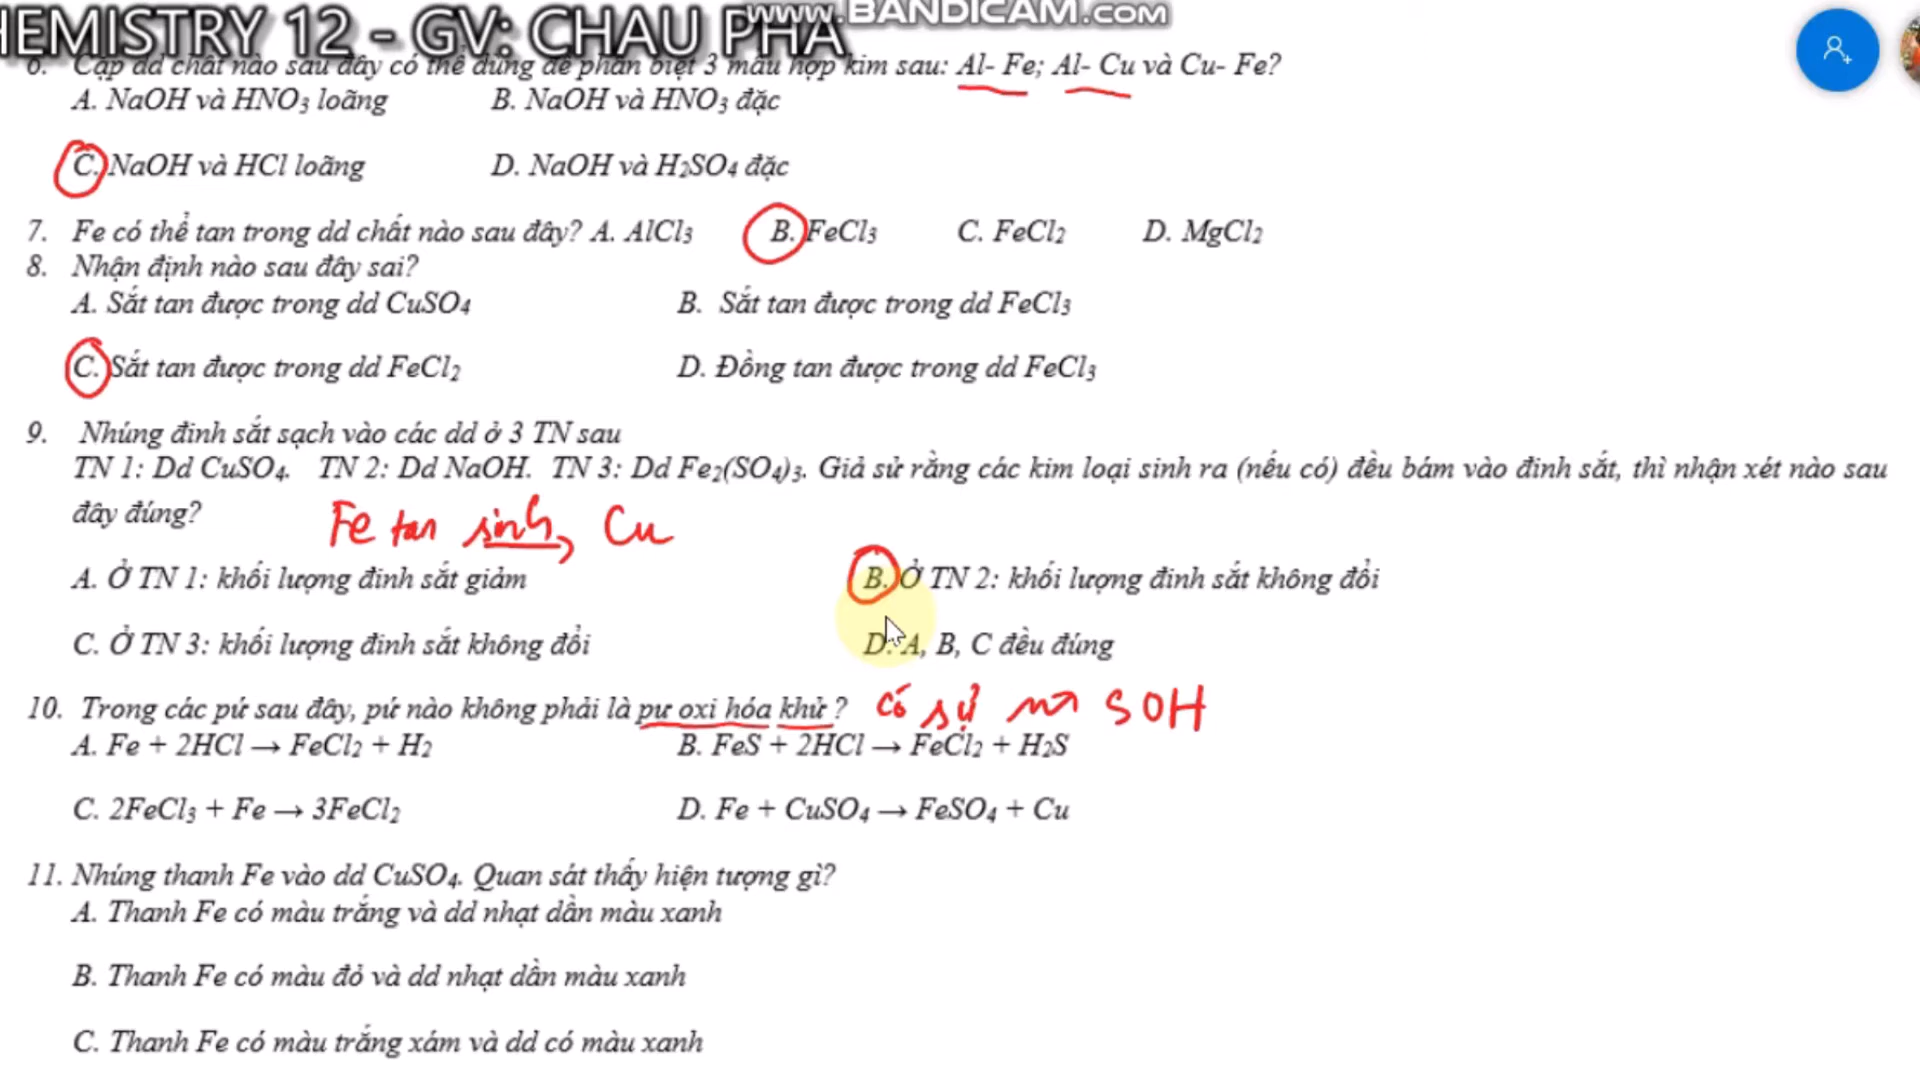 WWW.BANDICAM.COM
HEMISTRY 12 - GV: CHAU PHA
6. Cặp dd chất nào sau đây có thể dùng để phân biệt 3 mẫu hợp kim sau: Al- Fe; Al- Cu và Cu- Fe?
A. NaOH và HNO₃ loãng B. NaOH và HNO₃ đặc
C. NaOH và HCl loãng D. NaOH và H₂SO₄ đặc
7. Fe có thể tan trong dd chất nào sau đây? A. AlCl₃ B. FeCl₃ C. FeCl₂ D. MgCl₂
8. Nhận định nào sau đây sai?
A. Sắt tan được trong dd CuSO₄ B. Sắt tan được trong dd FeCl₃
C. Sắt tan được trong dd FeCl₂ D. Đồng tan được trong dd FeCl₃
9. Nhúng đinh sắt sạch vào các dd ở 3 TN sau
TN 1: Dd CuSO₄. TN 2: Dd NaOH. TN 3: Dd Fe₂(SO₄)₃. Giả sử rằng các kim loại sinh ra (nếu có) đều bám vào đinh sắt, thì nhận xét nào sau
đây đúng?
Fe tan sinh Cu
A. Ở TN 1: khối lượng đinh sắt giảm B. Ở TN 2: khối lượng đinh sắt không đổi
C. Ở TN 3: khối lượng đinh sắt không đổi D. A, B, C đều đúng
10. Trong các pứ sau đây, pứ nào không phải là pư oxi hóa khử ? có sự SOH
A. Fe + 2HCl → FeCl₂ + H₂ B. FeS + 2HCl → FeCl₂ + H₂S
C. 2FeCl₃ + Fe → 3FeCl₂ D. Fe + CuSO₄ → FeSO₄ + Cu
11. Nhúng thanh Fe vào dd CuSO₄. Quan sát thấy hiện tượng gì?
A. Thanh Fe có màu trắng và dd nhạt dần màu xanh
B. Thanh Fe có màu đỏ và dd nhạt dần màu xanh
C. Thanh Fe có màu trắng xám và dd có màu xanh